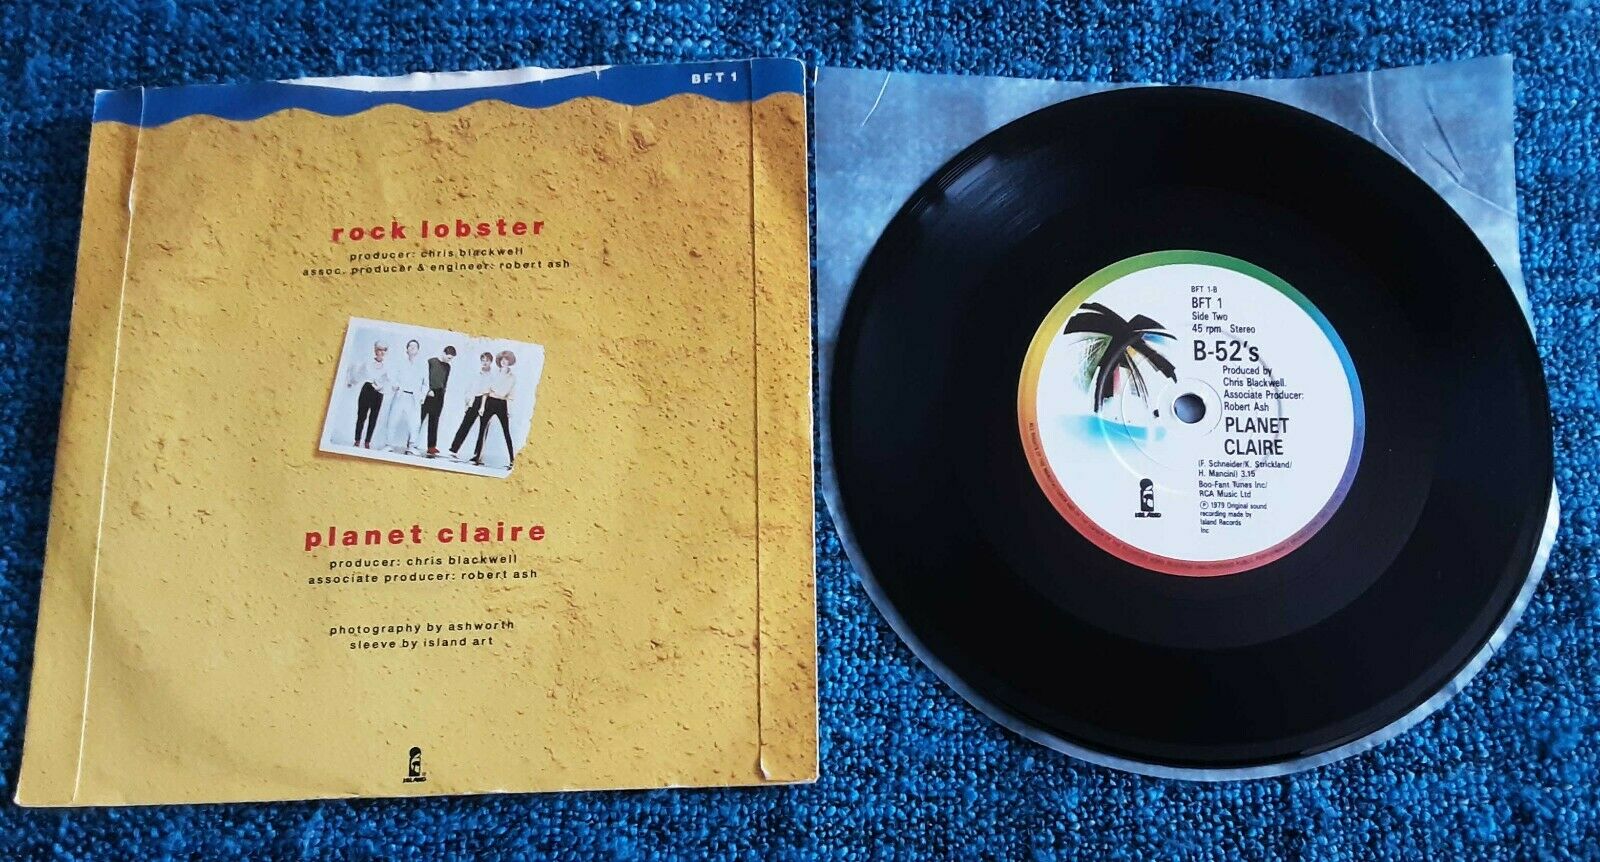 BFT 1
rock lobster
producer: chris blackwell
assoc. producer & engineer: robert ash
planet claire
producer: chris blackwell
associate producer: robert ash
photography by ashworth
sleeve by island art
ISLAND
BFT 1-B
BFT 1
Side Two
45 rpm Stereo
B-52's
Produced by
Chris Blackwell.
Associate Producer:
Robert Ash
PLANET
CLAIRE
(F. Schneider/K. Strickland/
H. Mancini) 3.15
Boo-Fant Tunes Inc/
RCA Music Ltd
℗ 1979 Original sound
recording made by
Island Records
Inc
ISLAND